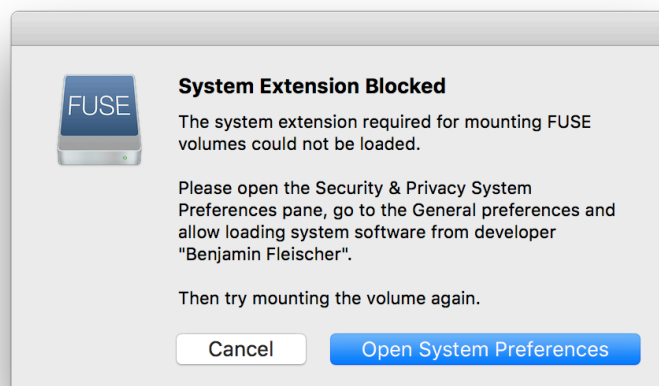 FUSE
System Extension Blocked
The system extension required for mounting FUSE
volumes could not be loaded.
Please open the Security & Privacy System
Preferences pane, go to the General preferences and
allow loading system software from developer
"Benjamin Fleischer".
Then try mounting the volume again.
Cancel
Open System Preferences